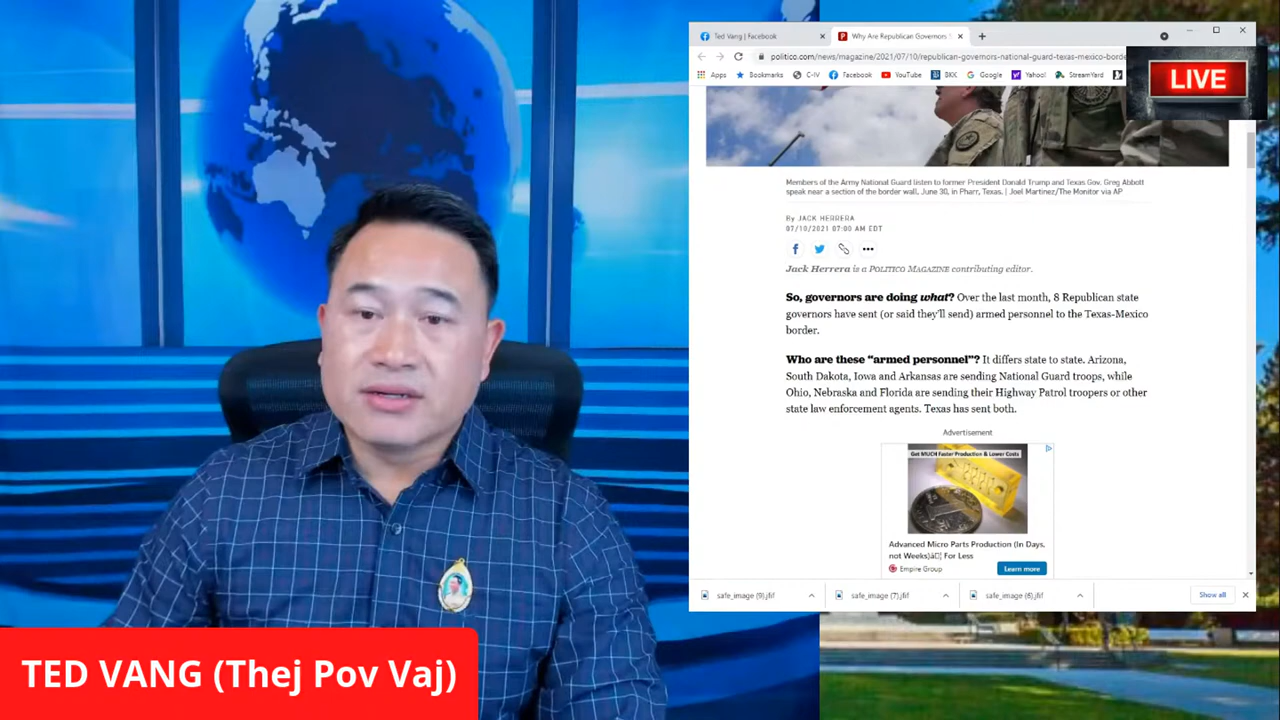 Ted Vang | Facebook
Why Are Republican Governors
politico.com/news/magazine/2021/07/10/republican-governors-national-guard-texas-mexico-borde
Apps Bookmarks C-IV Facebook YouTube BKK Google Yahoo! StreamYard
LIVE
Members of the Army National Guard listen to former President Donald Trump and Texas Gov. Greg Abbott
speak near a section of the border wall, June 30, in Pharr, Texas. | Joel Martinez/The Monitor via AP
By JACK HERRERA
07/10/2021 07:00 AM EDT
Jack Herrera is a POLITICO MAGAZINE contributing editor.
So, governors are doing what? Over the last month, 8 Republican state
governors have sent (or said they'll send) armed personnel to the Texas-Mexico
border.
Who are these “armed personnel”? It differs state to state. Arizona,
South Dakota, Iowa and Arkansas are sending National Guard troops, while
Ohio, Nebraska and Florida are sending their Highway Patrol troopers or other
state law enforcement agents. Texas has sent both.
Advertisement
Get MUCH Faster Production & Lower Costs
Advanced Micro Parts Production (In Days,
not Weeks)â€¦ For Less
Empire Group
Learn more
safe_image (9).jfif
safe_image (7).jfif
safe_image (6).jfif
Show all
TED VANG (Thej Pov Vaj)